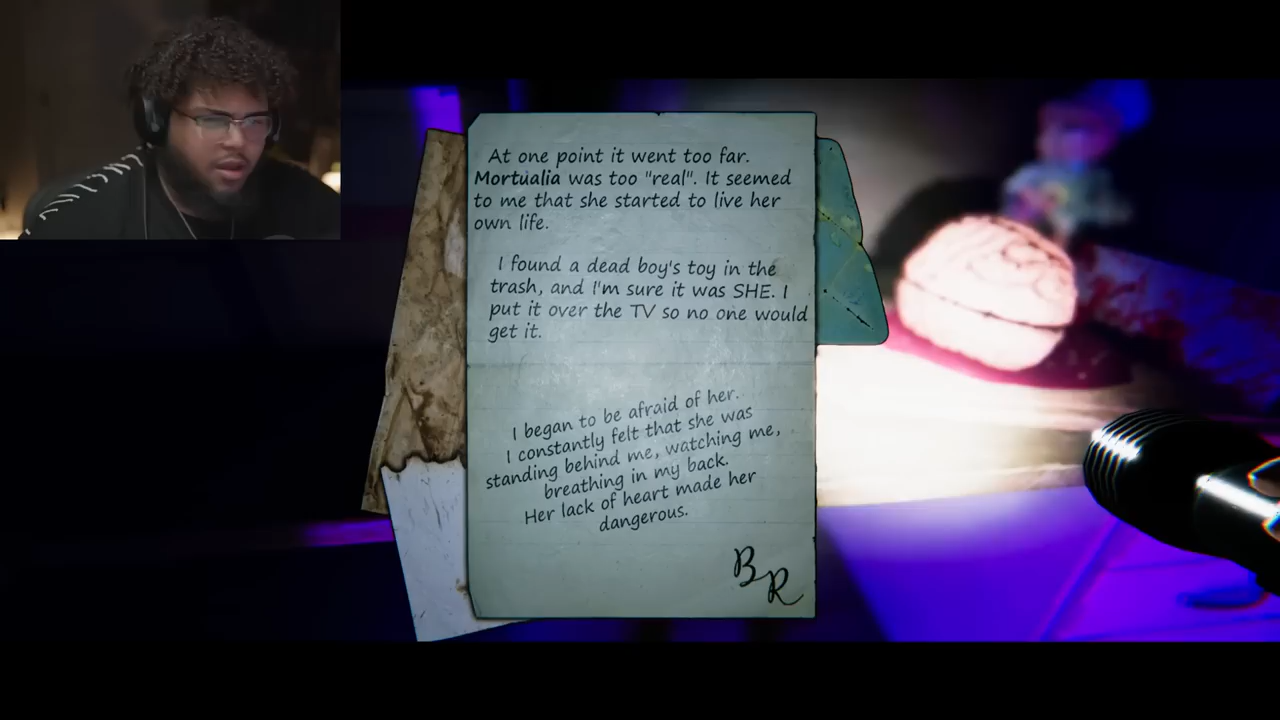 At one point it went too far.
Mortualia was too "real". It seemed
to me that she started to live her
own life.
I found a dead boy's toy in the
trash, and I'm sure it was SHE. I
put it over the TV so no one would
get it.
I began to be afraid of her.
I constantly felt that she was
standing behind me, watching me,
breathing in my back.
Her lack of heart made her
dangerous.
BR